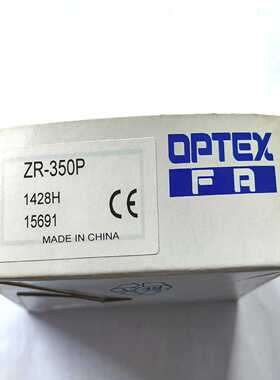 ZR-350P
1428H
15691
CE
MADE IN CHINA
OPTEX
FA